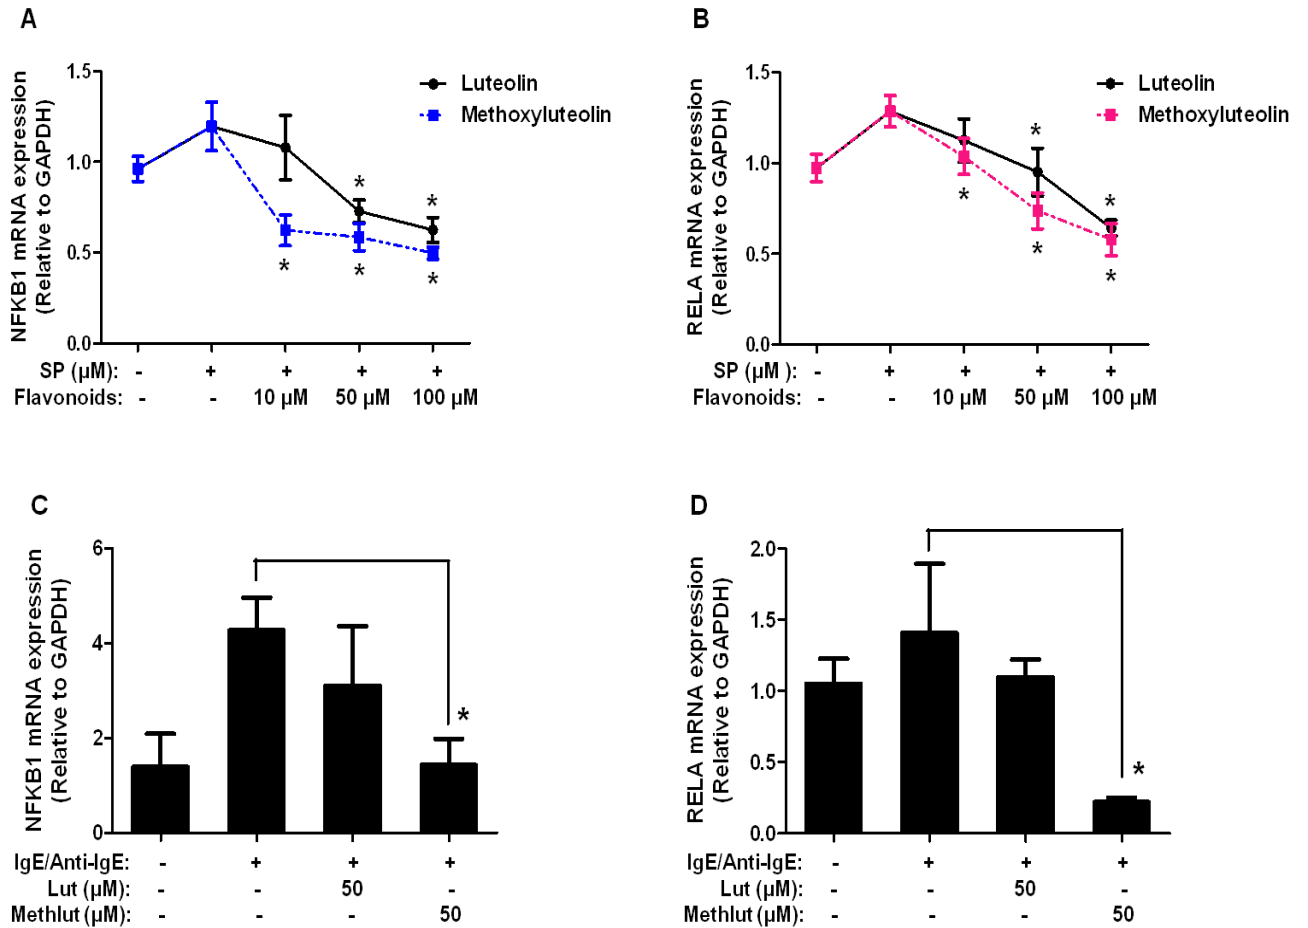 A
NFKB1 mRNA expression
(Relative to GAPDH)
1.5
1.0
0.5
0.0
Luteolin
Methoxyluteolin
*
*
*
*
*
SP (µM): - + + + +
Flavonoids: - - 10 µM 50 µM 100 µM
B
RELA mRNA expression
(Relative to GAPDH)
1.5
1.0
0.5
0.0
Luteolin
Methoxyluteolin
*
*
*
*
*
SP (µM ): - + + + +
Flavonoids: - - 10 µM 50 µM 100 µM
C
NFKB1 mRNA expression
(Relative to GAPDH)
6
4
2
0
*
IgE/Anti-IgE: - + + +
Lut (µM): - - 50 -
Methlut (µM): - - - 50
D
RELA mRNA expression
(Relative to GAPDH)
2.0
1.5
1.0
0.5
0.0
*
IgE/Anti-IgE: - + + +
Lut (µM): - - 50 -
Methlut (µM): - - - 50